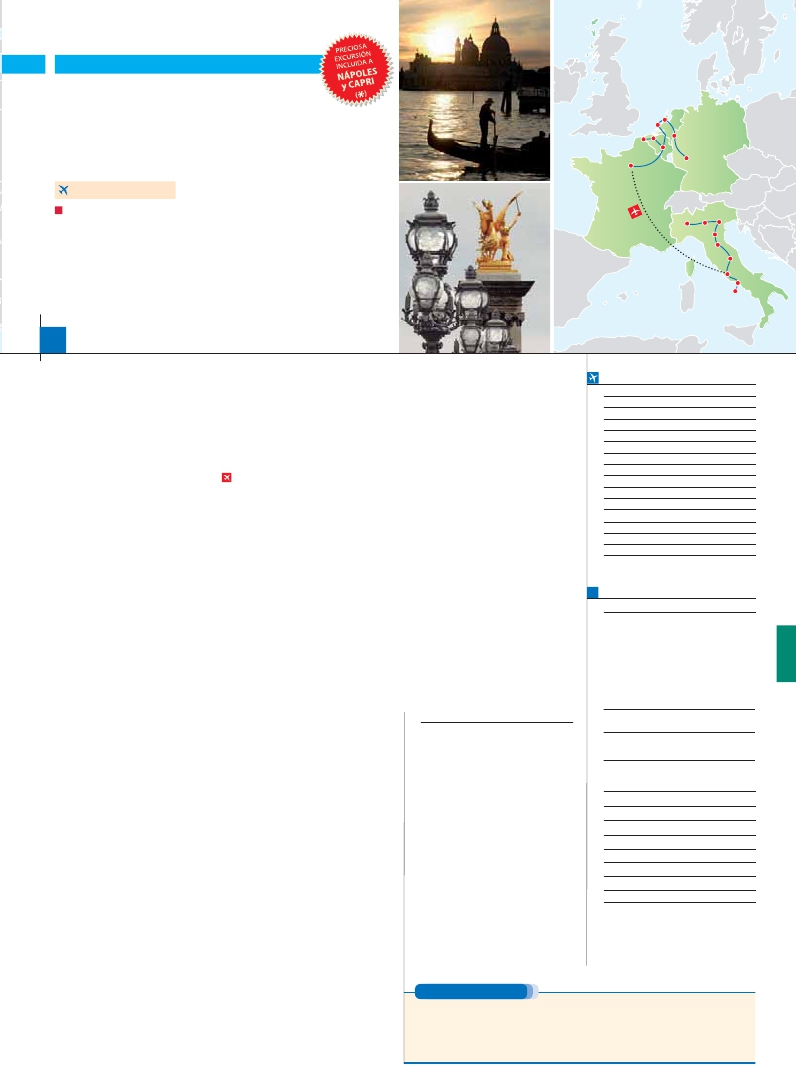 PRECIOSA
EXCURSIÓN
INCLUIDA A
NÁPOLES
y CAPRI
(*)